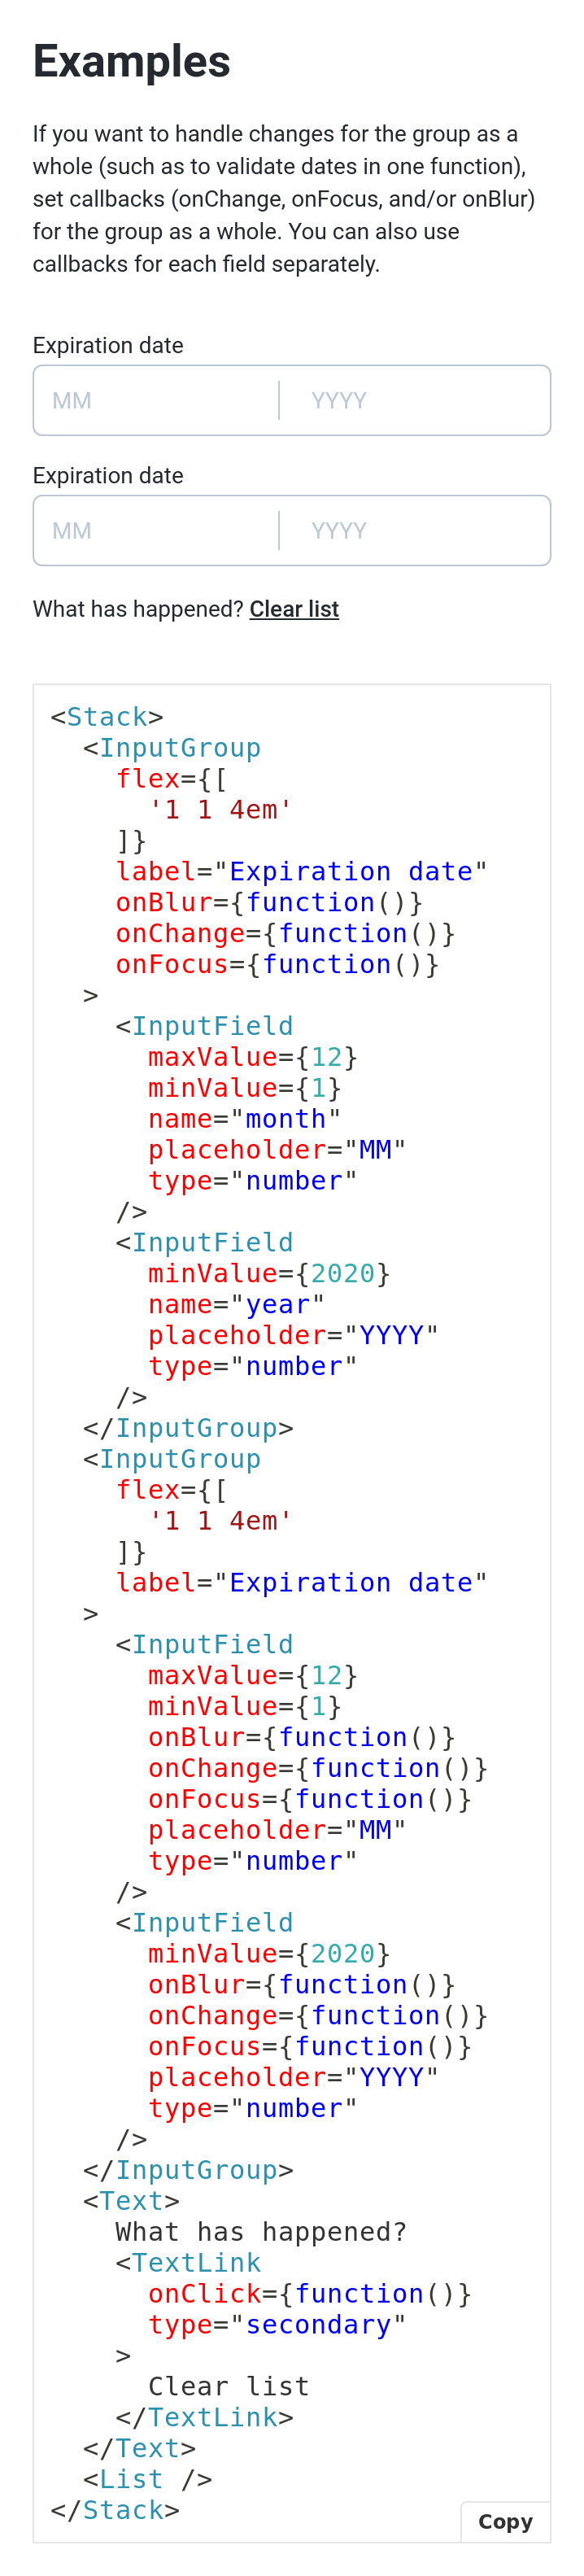 Examples
If you want to handle changes for the group as a
whole (such as to validate dates in one function),
set callbacks (onChange, onFocus, and/or onBlur)
for the group as a whole. You can also use
callbacks for each field separately.
Expiration date
MM YYYY
Expiration date
MM YYYY
What has happened? Clear list
<Stack>
  <InputGroup
    flex={[
      '1 1 4em'
    ]}
    label="Expiration date"
    onBlur={function()}
    onChange={function()}
    onFocus={function()}
  >
    <InputField
      maxValue={12}
      minValue={1}
      name="month"
      placeholder="MM"
      type="number"
    />
    <InputField
      minValue={2020}
      name="year"
      placeholder="YYYY"
      type="number"
    />
  </InputGroup>
  <InputGroup
    flex={[
      '1 1 4em'
    ]}
    label="Expiration date"
  >
    <InputField
      maxValue={12}
      minValue={1}
      onBlur={function()}
      onChange={function()}
      onFocus={function()}
      placeholder="MM"
      type="number"
    />
    <InputField
      minValue={2020}
      onBlur={function()}
      onChange={function()}
      onFocus={function()}
      placeholder="YYYY"
      type="number"
    />
  </InputGroup>
  <Text>
    What has happened?
    <TextLink
      onClick={function()}
      type="secondary"
    >
      Clear list
    </TextLink>
  </Text>
  <List />
</Stack>
Copy